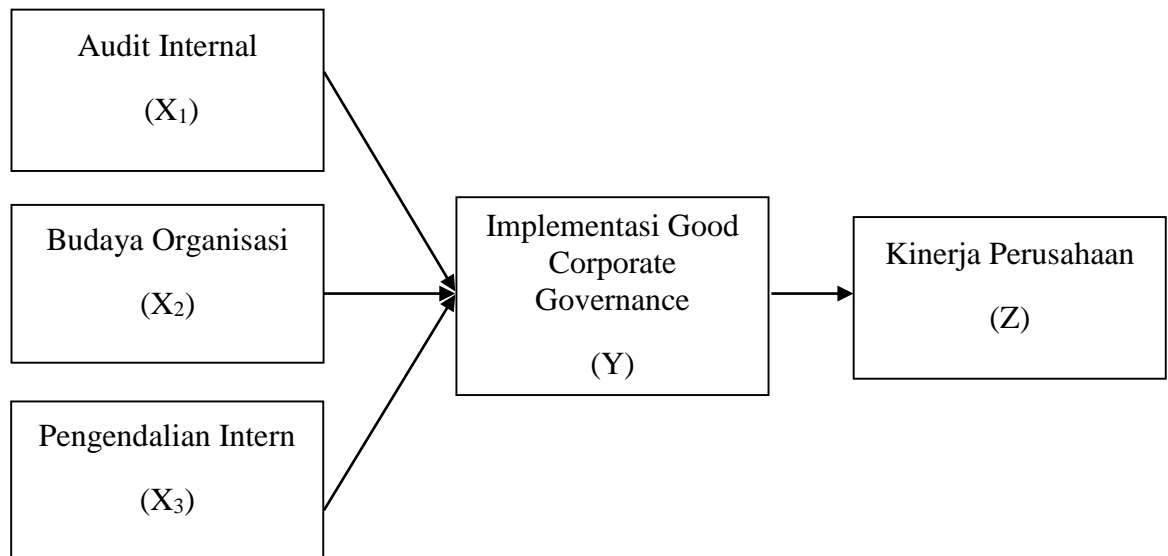 Audit Internal
(X₁)
Budaya Organisasi
(X₂)
Pengendalian Intern
(X₃)
Implementasi Good
Corporate
Governance
(Y)
Kinerja Perusahaan
(Z)